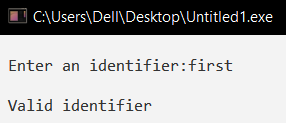 C:\Users\Dell\Desktop\Untitled1.exe
Enter an identifier:first
Valid identifier